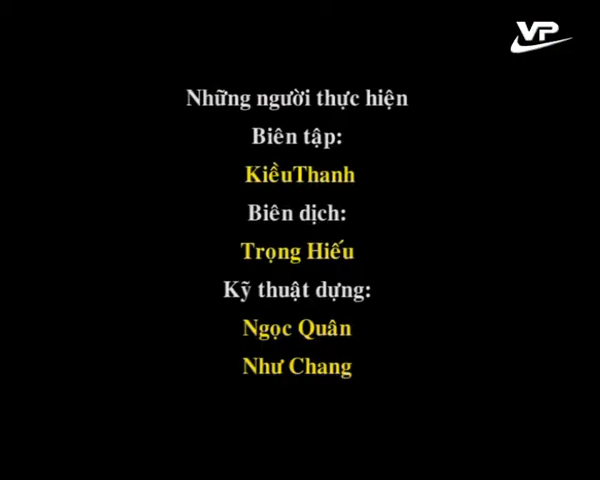 VP
Những người thực hiện
Biên tập:
KiềuThanh
Biên dịch:
Trọng Hiếu
Kỹ thuật dựng:
Ngọc Quân
Như Chang